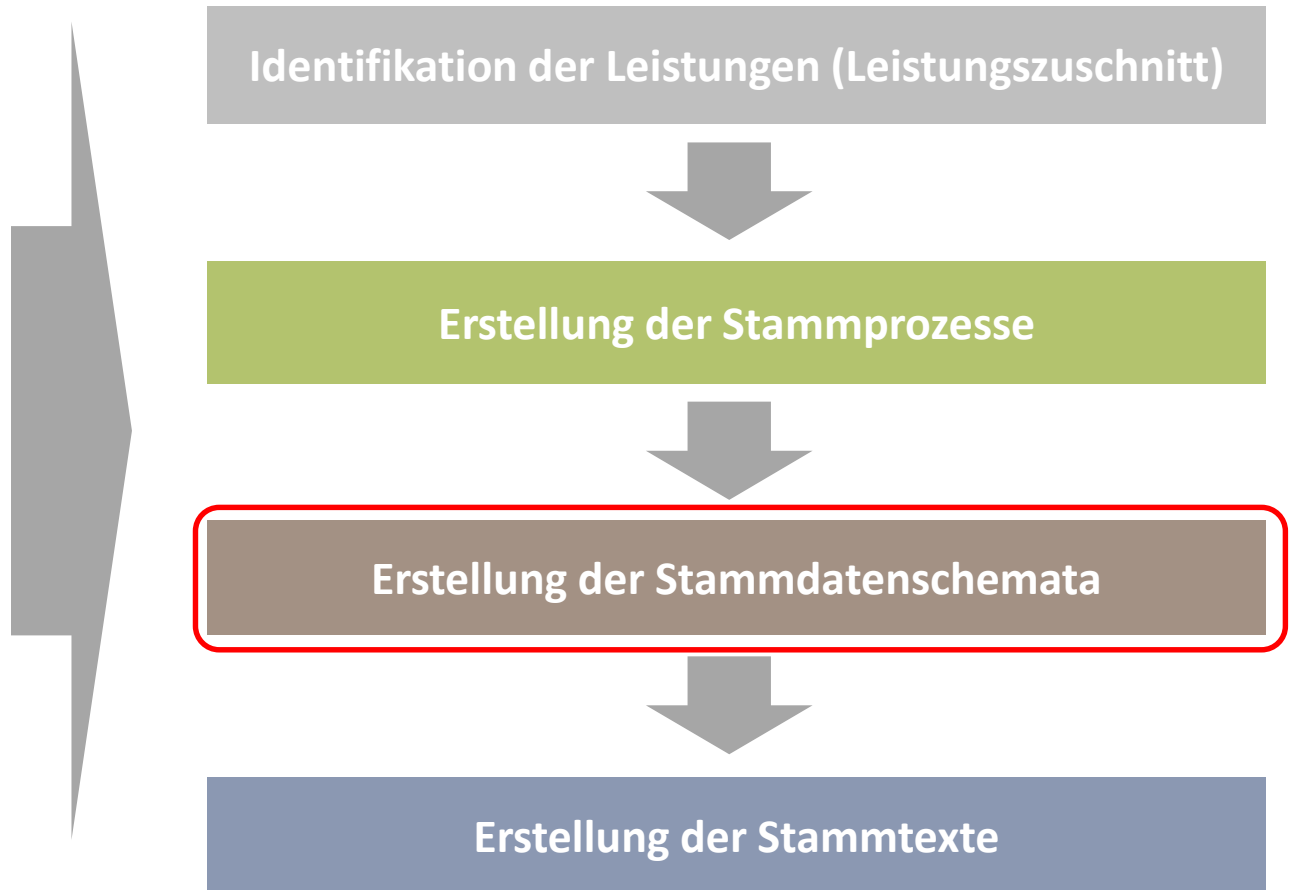 Identifikation der Leistungen (Leistungszuschnitt)
Erstellung der Stammprozesse
Erstellung der Stammdatenschemata
Erstellung der Stammtexte